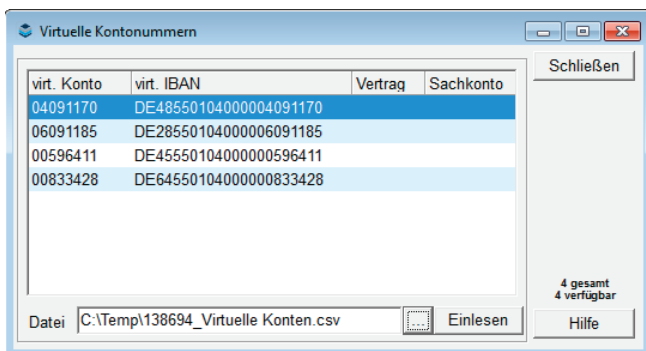 Virtuelle Kontonummern
Schließen
virt. Konto virt. IBAN Vertrag Sachkonto
04091170 DE48550104000004091170
06091185 DE28550104000006091185
00596411 DE45550104000000596411
00833428 DE64550104000000833428
4 gesamt
4 verfügbar
Datei C:\Temp\138694_Virtuelle Konten.csv ... Einlesen Hilfe